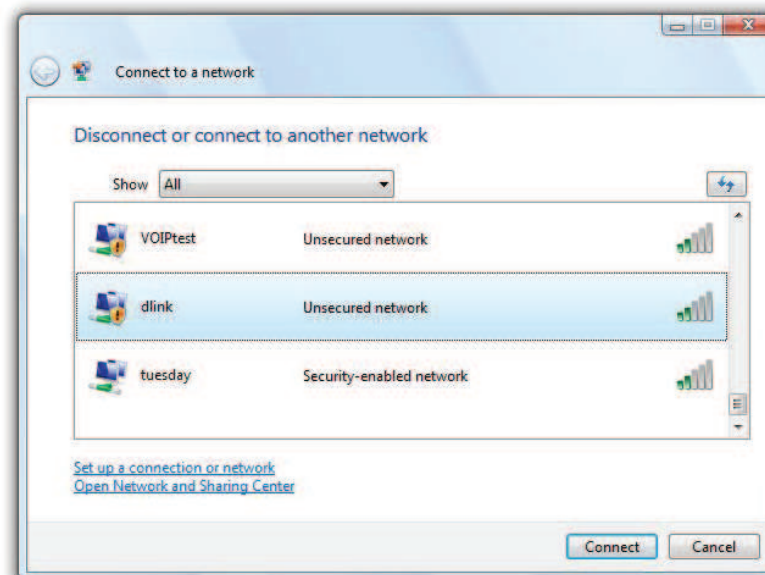 Connect to a network
Disconnect or connect to another network
Show All
VOIPtest Unsecured network
dlink Unsecured network
tuesday Security-enabled network
Set up a connection or network
Open Network and Sharing Center
Connect Cancel